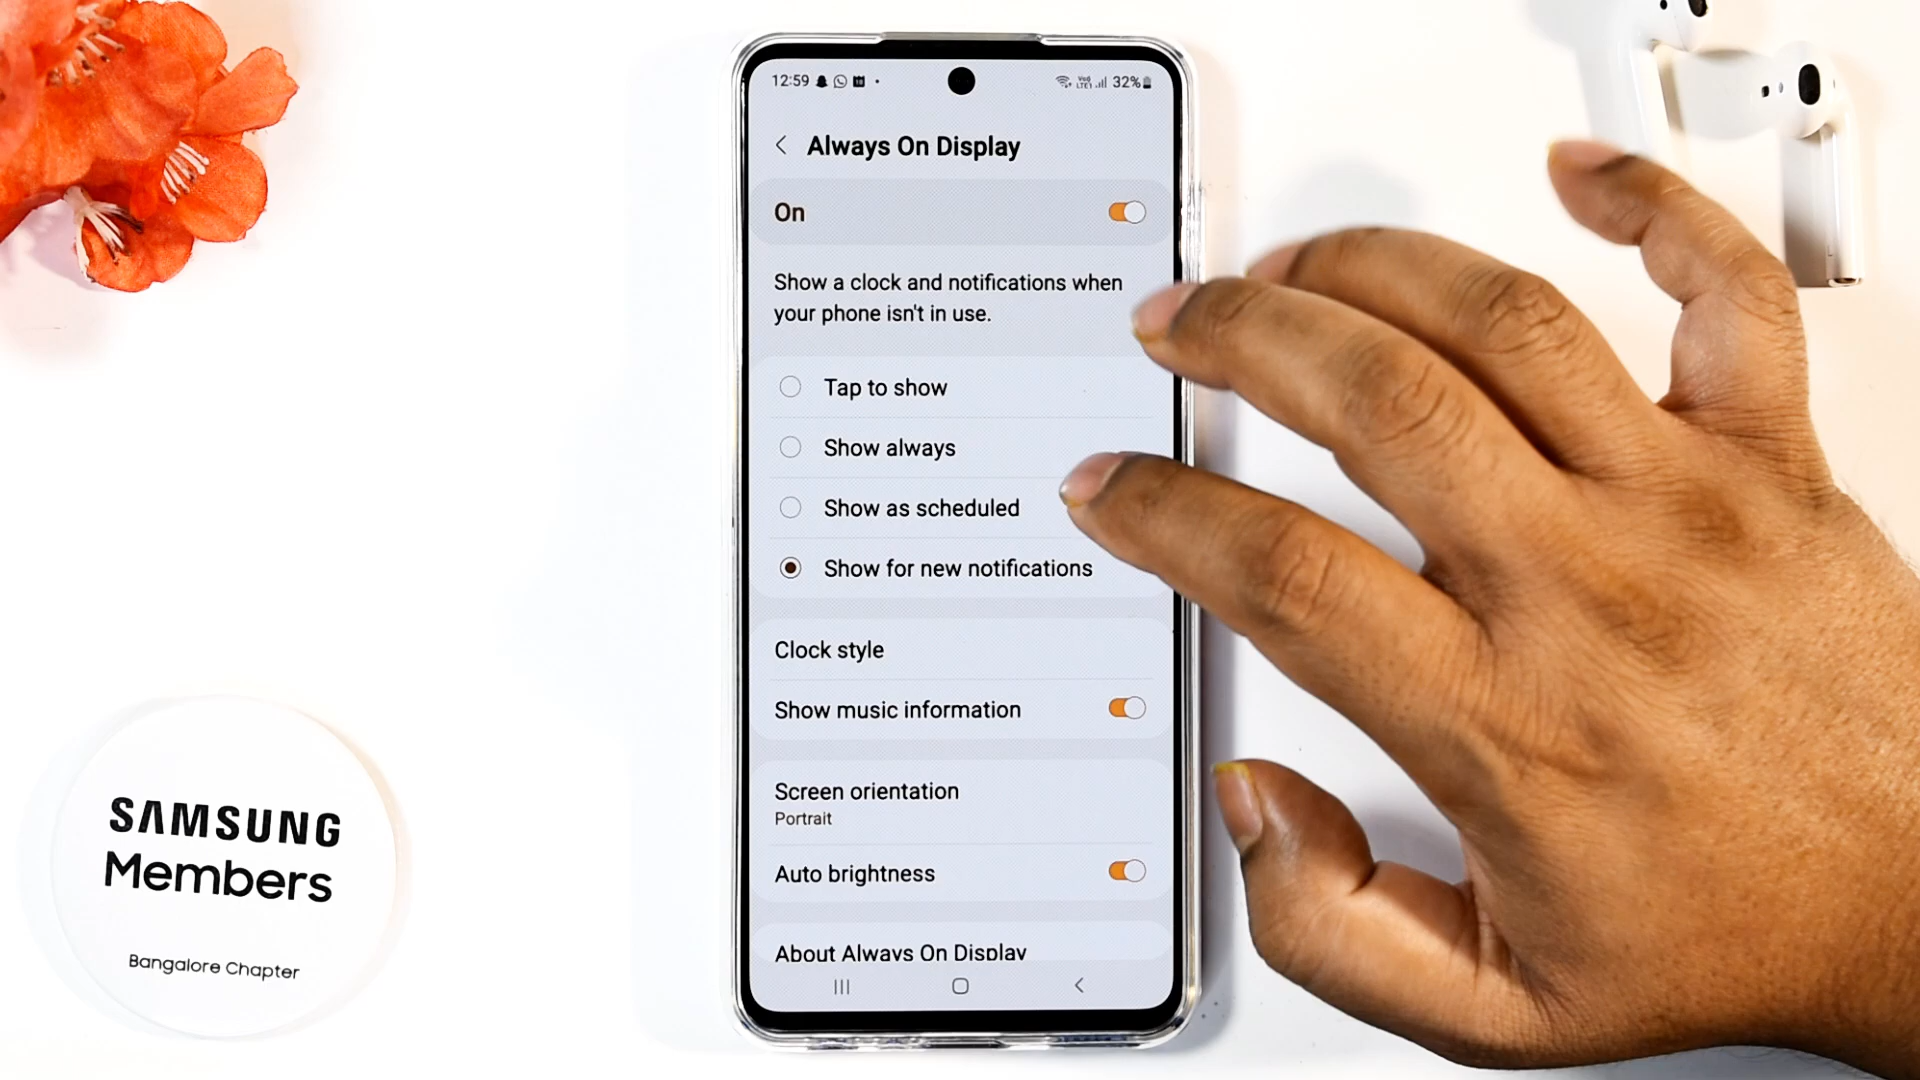 12:59
32%
Always On Display
On
Show a clock and notifications when
your phone isn't in use.
Tap to show
Show always
Show as scheduled
Show for new notifications
Clock style
Show music information
Screen orientation
Portrait
Auto brightness
About Always On Display
SAMSUNG
Members
Bangalore Chapter